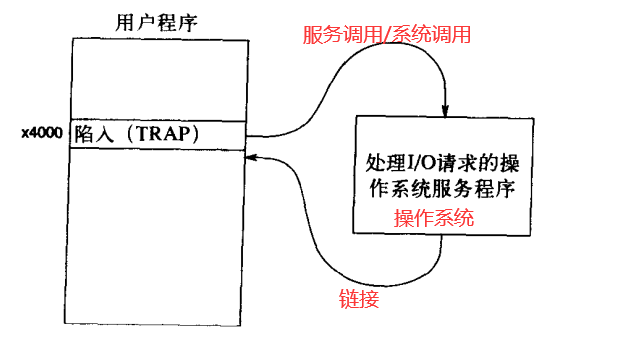 用户程序
服务调用/系统调用
x4000
陷入（TRAP）
处理I/O请求的操
作系统服务程序
操作系统
链接